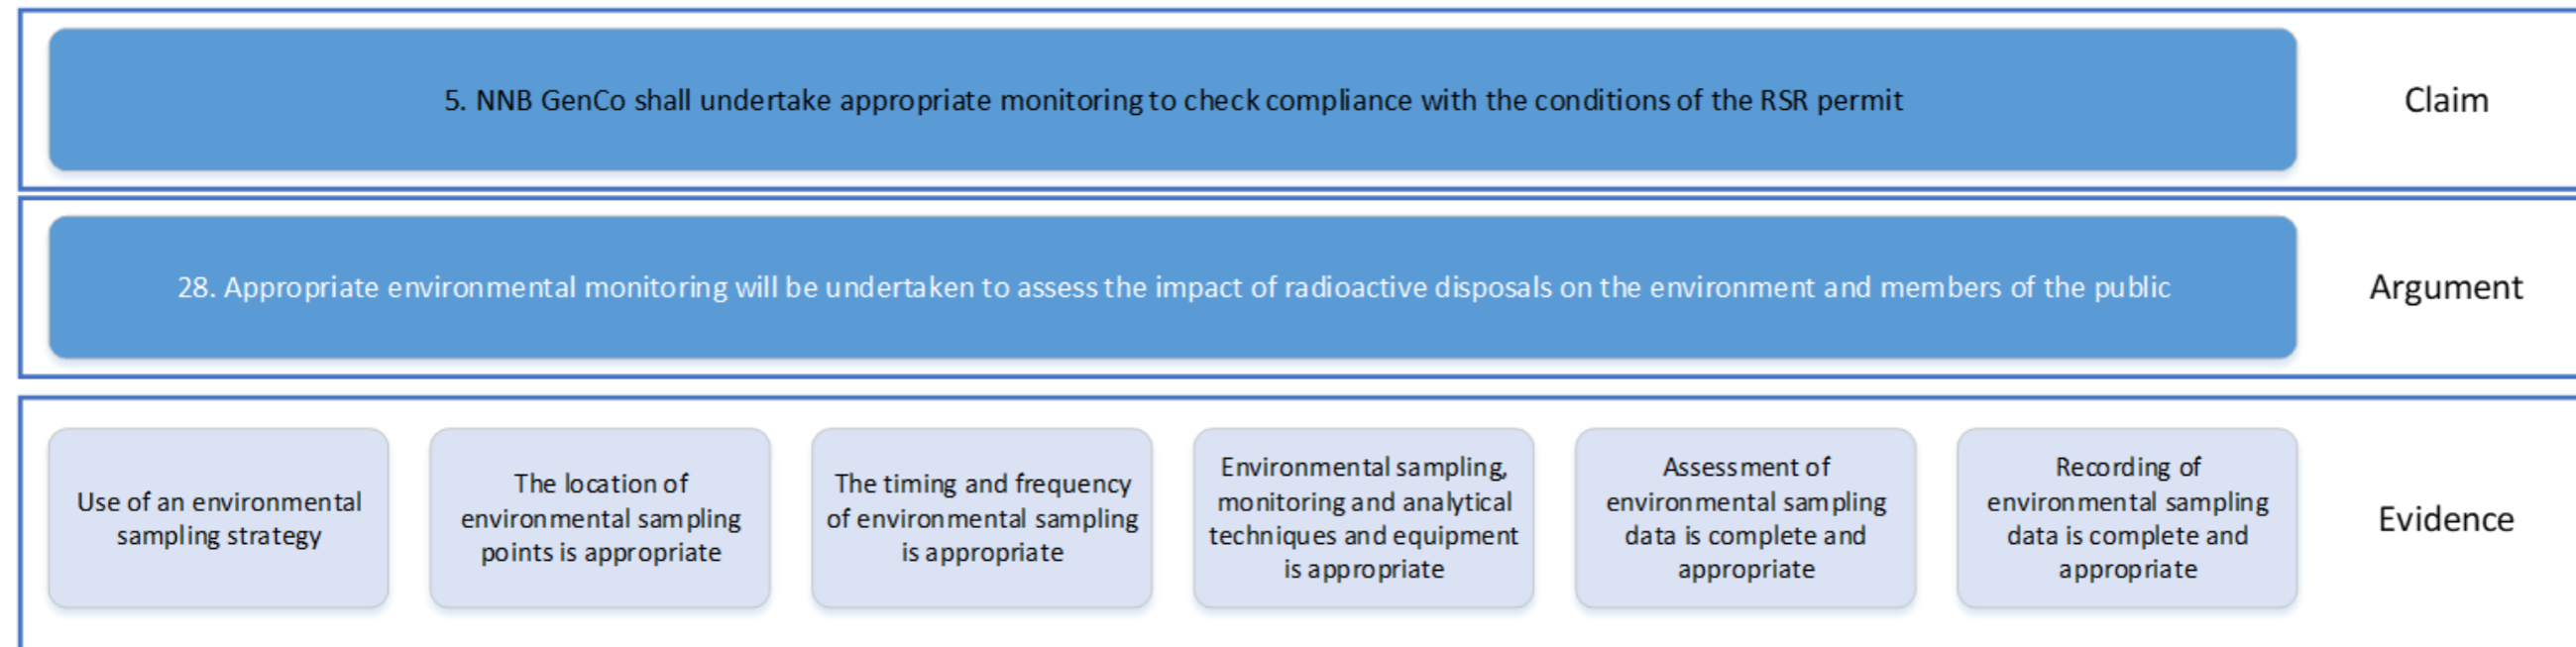 5. NNB GenCo shall undertake appropriate monitoring to check compliance with the conditions of the RSR permit
Claim
28. Appropriate environmental monitoring will be undertaken to assess the impact of radioactive disposals on the environment and members of the public
Argument
Use of an environmental
sampling strategy
The location of
environmental sampling
points is appropriate
The timing and frequency
of environmental sampling
is appropriate
Environmental sampling,
monitoring and analytical
techniques and equipment
is appropriate
Assessment of
environmental sampling
data is complete and
appropriate
Recording of
environmental sampling
data is complete and
appropriate
Evidence